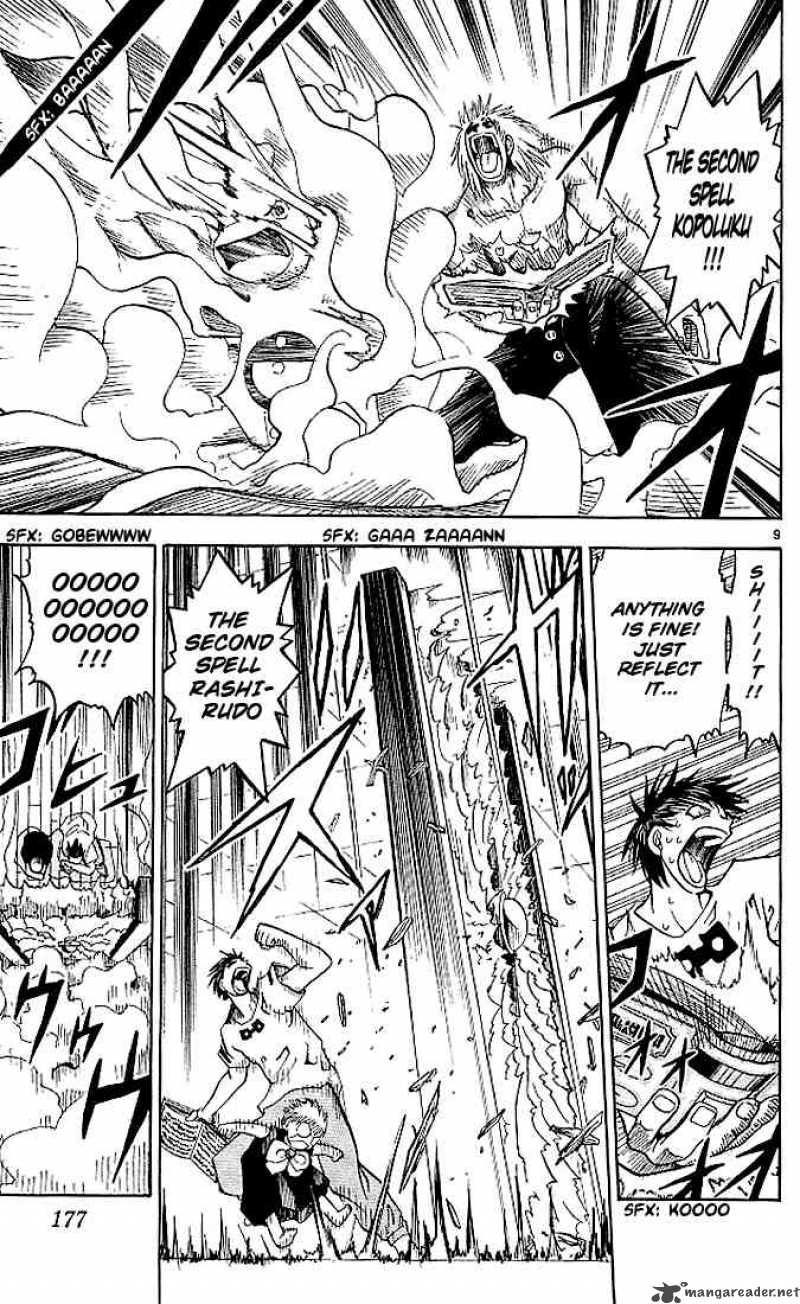 THE SECOND
SPELL
KOPOLUKU
!!!
SFX: BAAAAAN
9
SFX: GAAA ZAAAANN
SFX: GOBEWWWW
SHIIIIT!!
ANYTHING
IS FINE!
JUST
REFLECT
IT...
SFX: KOOOO
THE
SECOND
SPELL
RASHI-
RUDO
OOOOO
OOOOOO
OOOOO
!!!
177
mangareader.net